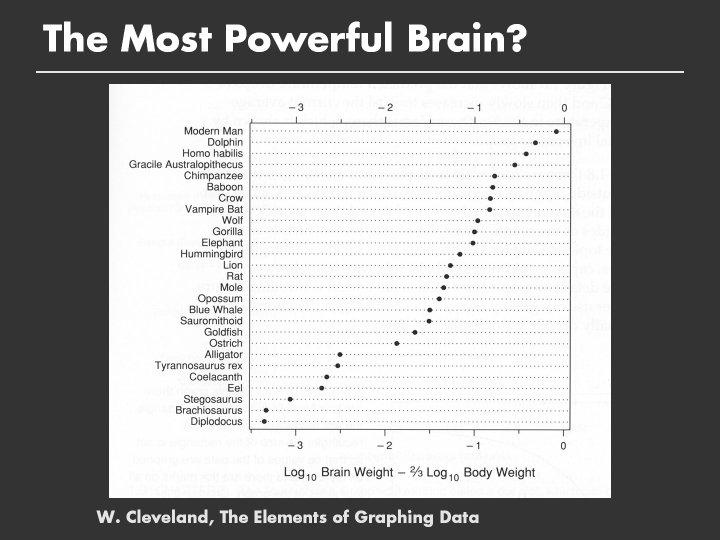 The Most Powerful Brain?
−3 −2 −1 0
Modern Man
Dolphin
Homo habilis
Gracile Australopithecus
Chimpanzee
Baboon
Crow
Vampire Bat
Wolf
Gorilla
Elephant
Hummingbird
Lion
Rat
Mole
Opossum
Blue Whale
Saurornithoid
Goldfish
Ostrich
Alligator
Tyrannosaurus rex
Coelacanth
Eel
Stegosaurus
Brachiosaurus
Diplodocus
−3 −2 −1 0
Log10 Brain Weight − 2/3 Log10 Body Weight
W. Cleveland, The Elements of Graphing Data